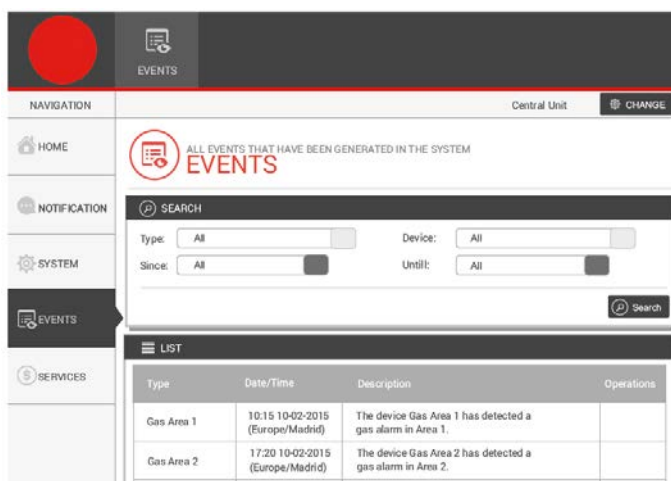 EVENTS
NAVIGATION
Central Unit
CHANGE
HOME
NOTIFICATION
SYSTEM
EVENTS
SERVICES
ALL EVENTS THAT HAVE BEEN GENERATED IN THE SYSTEM
EVENTS
SEARCH
Type: All Device: All
Since: All Untill: All
Search
LIST
Type Date/Time Description Operations
Gas Area 1
10:15 10-02-2015
(Europe/Madrid)
The device Gas Area 1 has detected a
gas alarm in Area 1.
Gas Area 2
17:20 10-02-2015
(Europe/Madrid)
The device Gas Area 2 has detected a
gas alarm in Area 2.